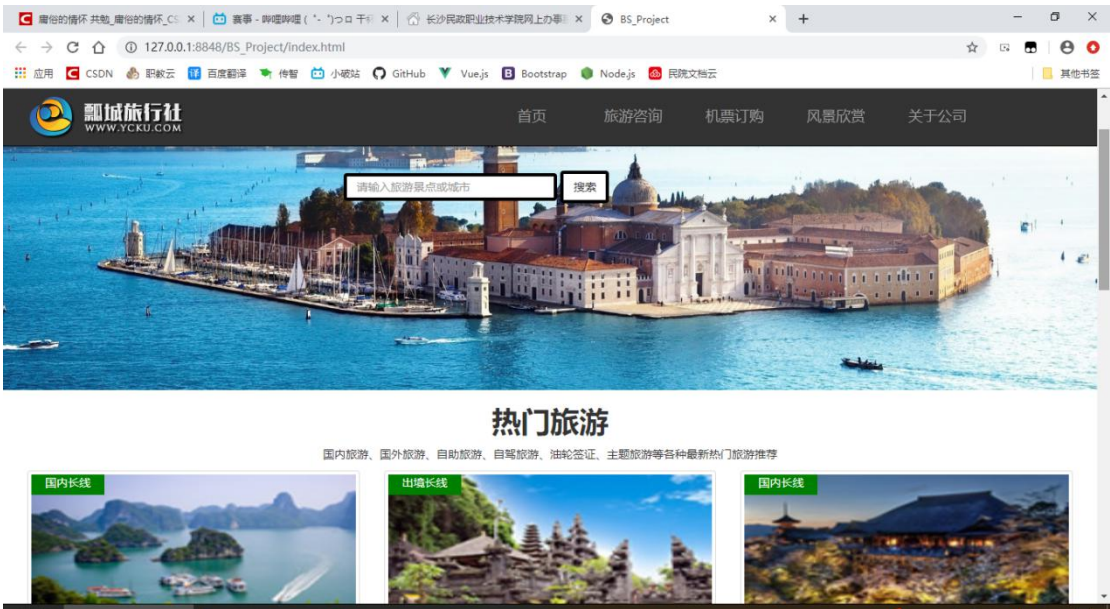 庸俗的情怀 共勉_庸俗的情怀_CS
赛事 - 哔哩哔哩 ( ゜- ゜)つロ 干
长沙民政职业技术学院网上办事
BS_Project
127.0.0.1:8848/BS_Project/index.html
应用 CSDN 职教云 译 百度翻译 传智 小破站 GitHub Vue.js B Bootstrap Node.js 民院文档云 其他书签
瓢城旅行社
WWW.YCKU.COM
首页 旅游咨询 机票订购 风景欣赏 关于公司
请输入旅游景点或城市 搜索
热门旅游
国内旅游、国外旅游、自助旅游、自驾旅游、油轮签证、主题旅游等各种最新热门旅游推荐
国内长线 出境长线 国内长线